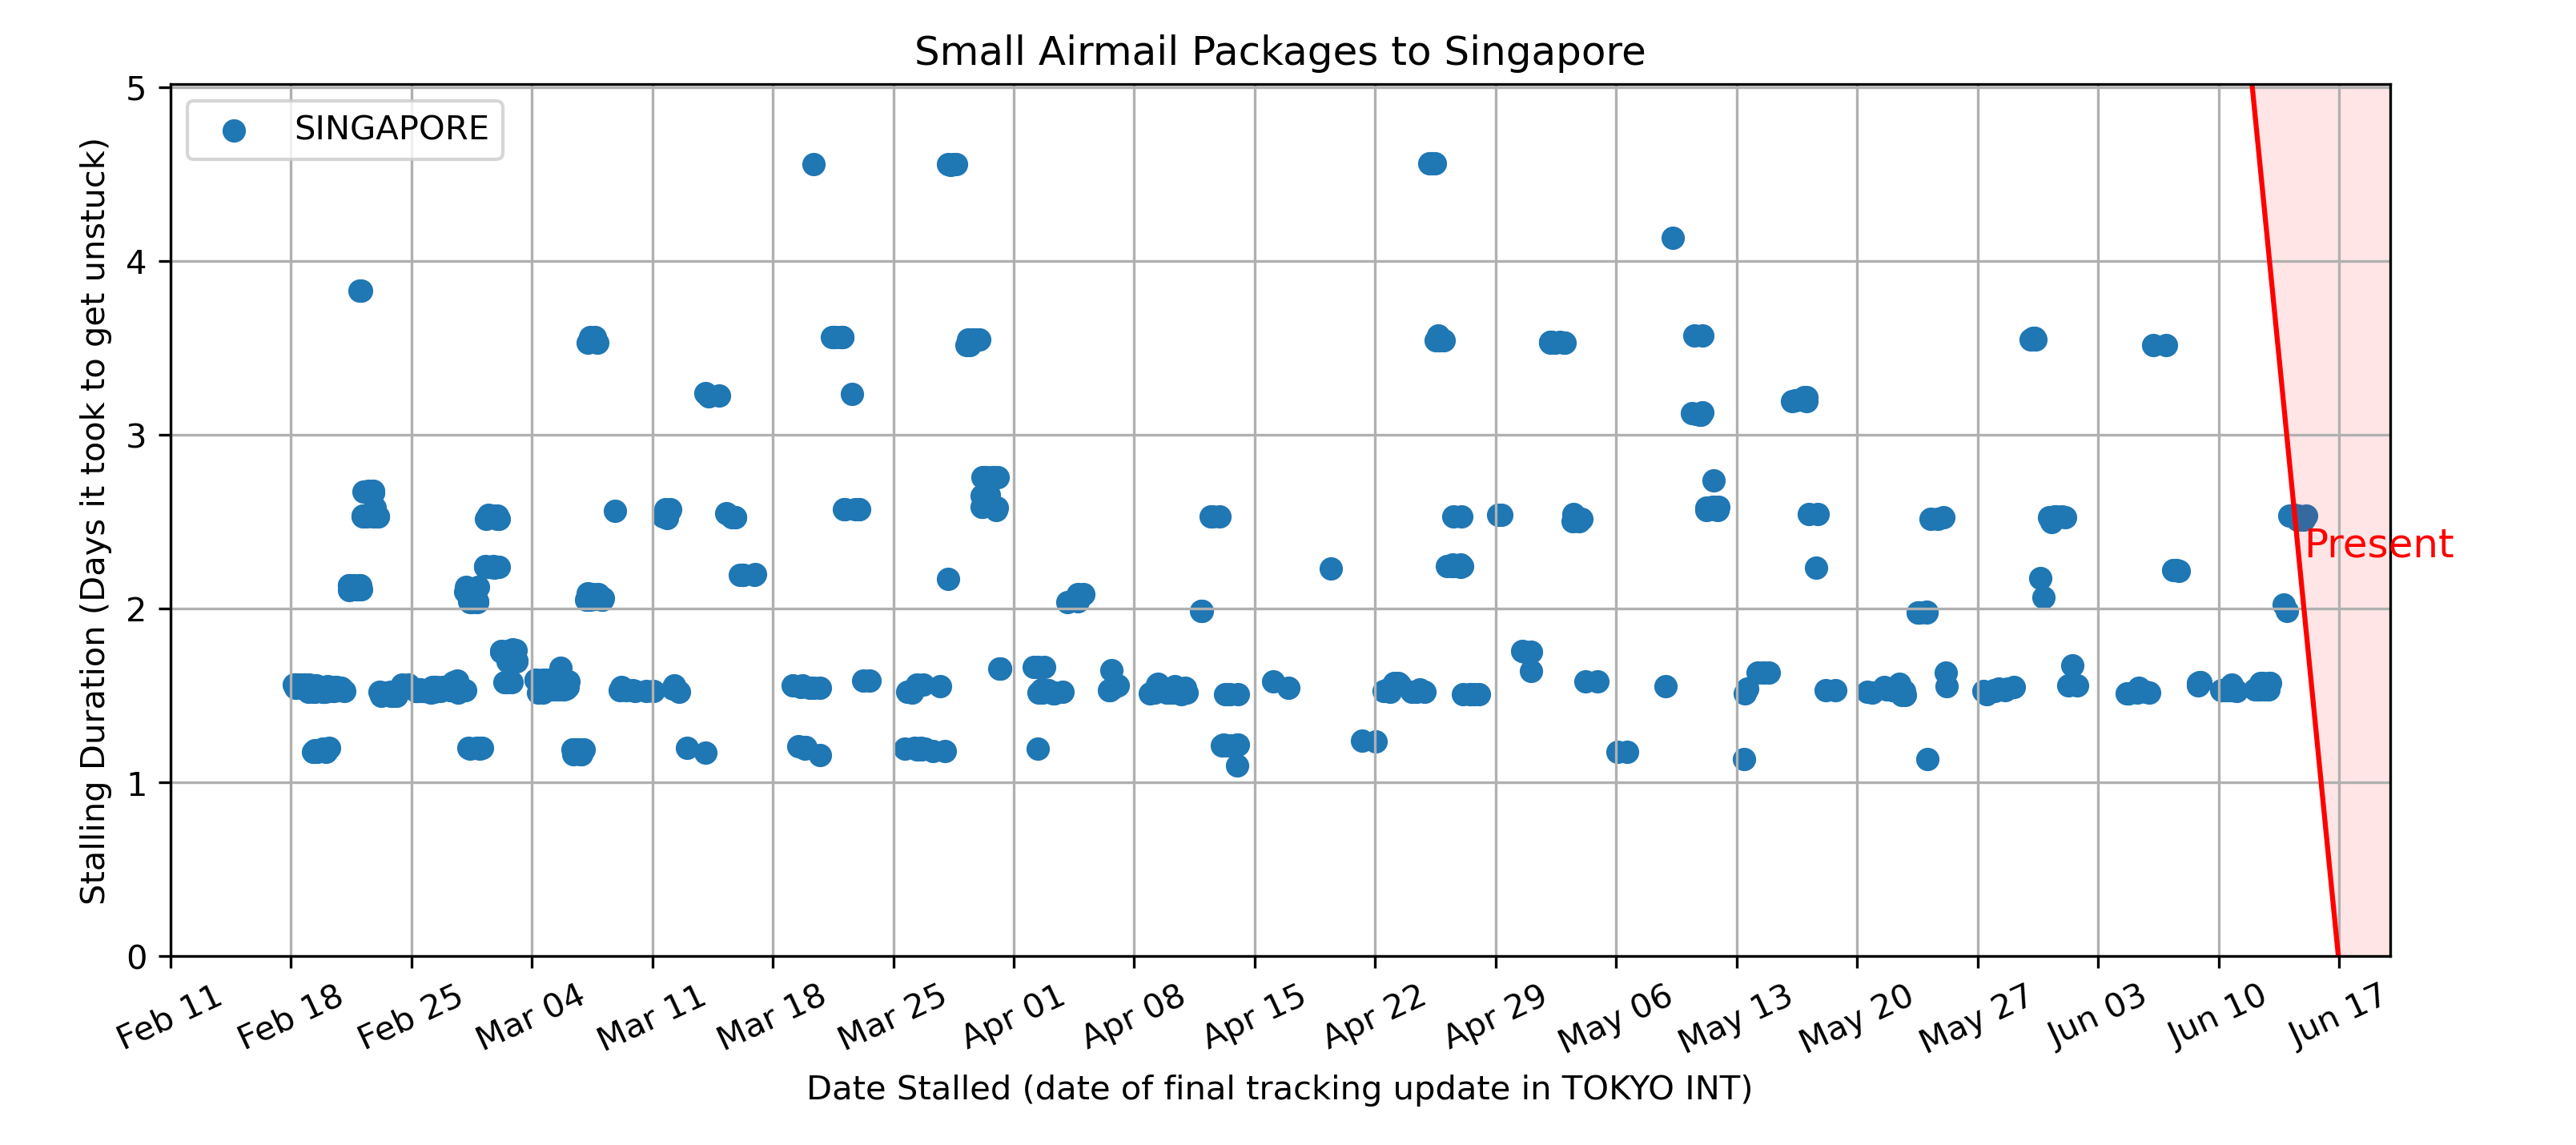 Small Airmail Packages to Singapore
SINGAPORE
Stalling Duration (Days it took to get unstuck)
5
4
3
2
1
0
Present
Feb 11
Feb 18
Feb 25
Mar 04
Mar 11
Mar 18
Mar 25
Apr 01
Apr 08
Apr 15
Apr 22
Apr 29
May 06
May 13
May 20
May 27
Jun 03
Jun 10
Jun 17
Date Stalled (date of final tracking update in TOKYO INT)